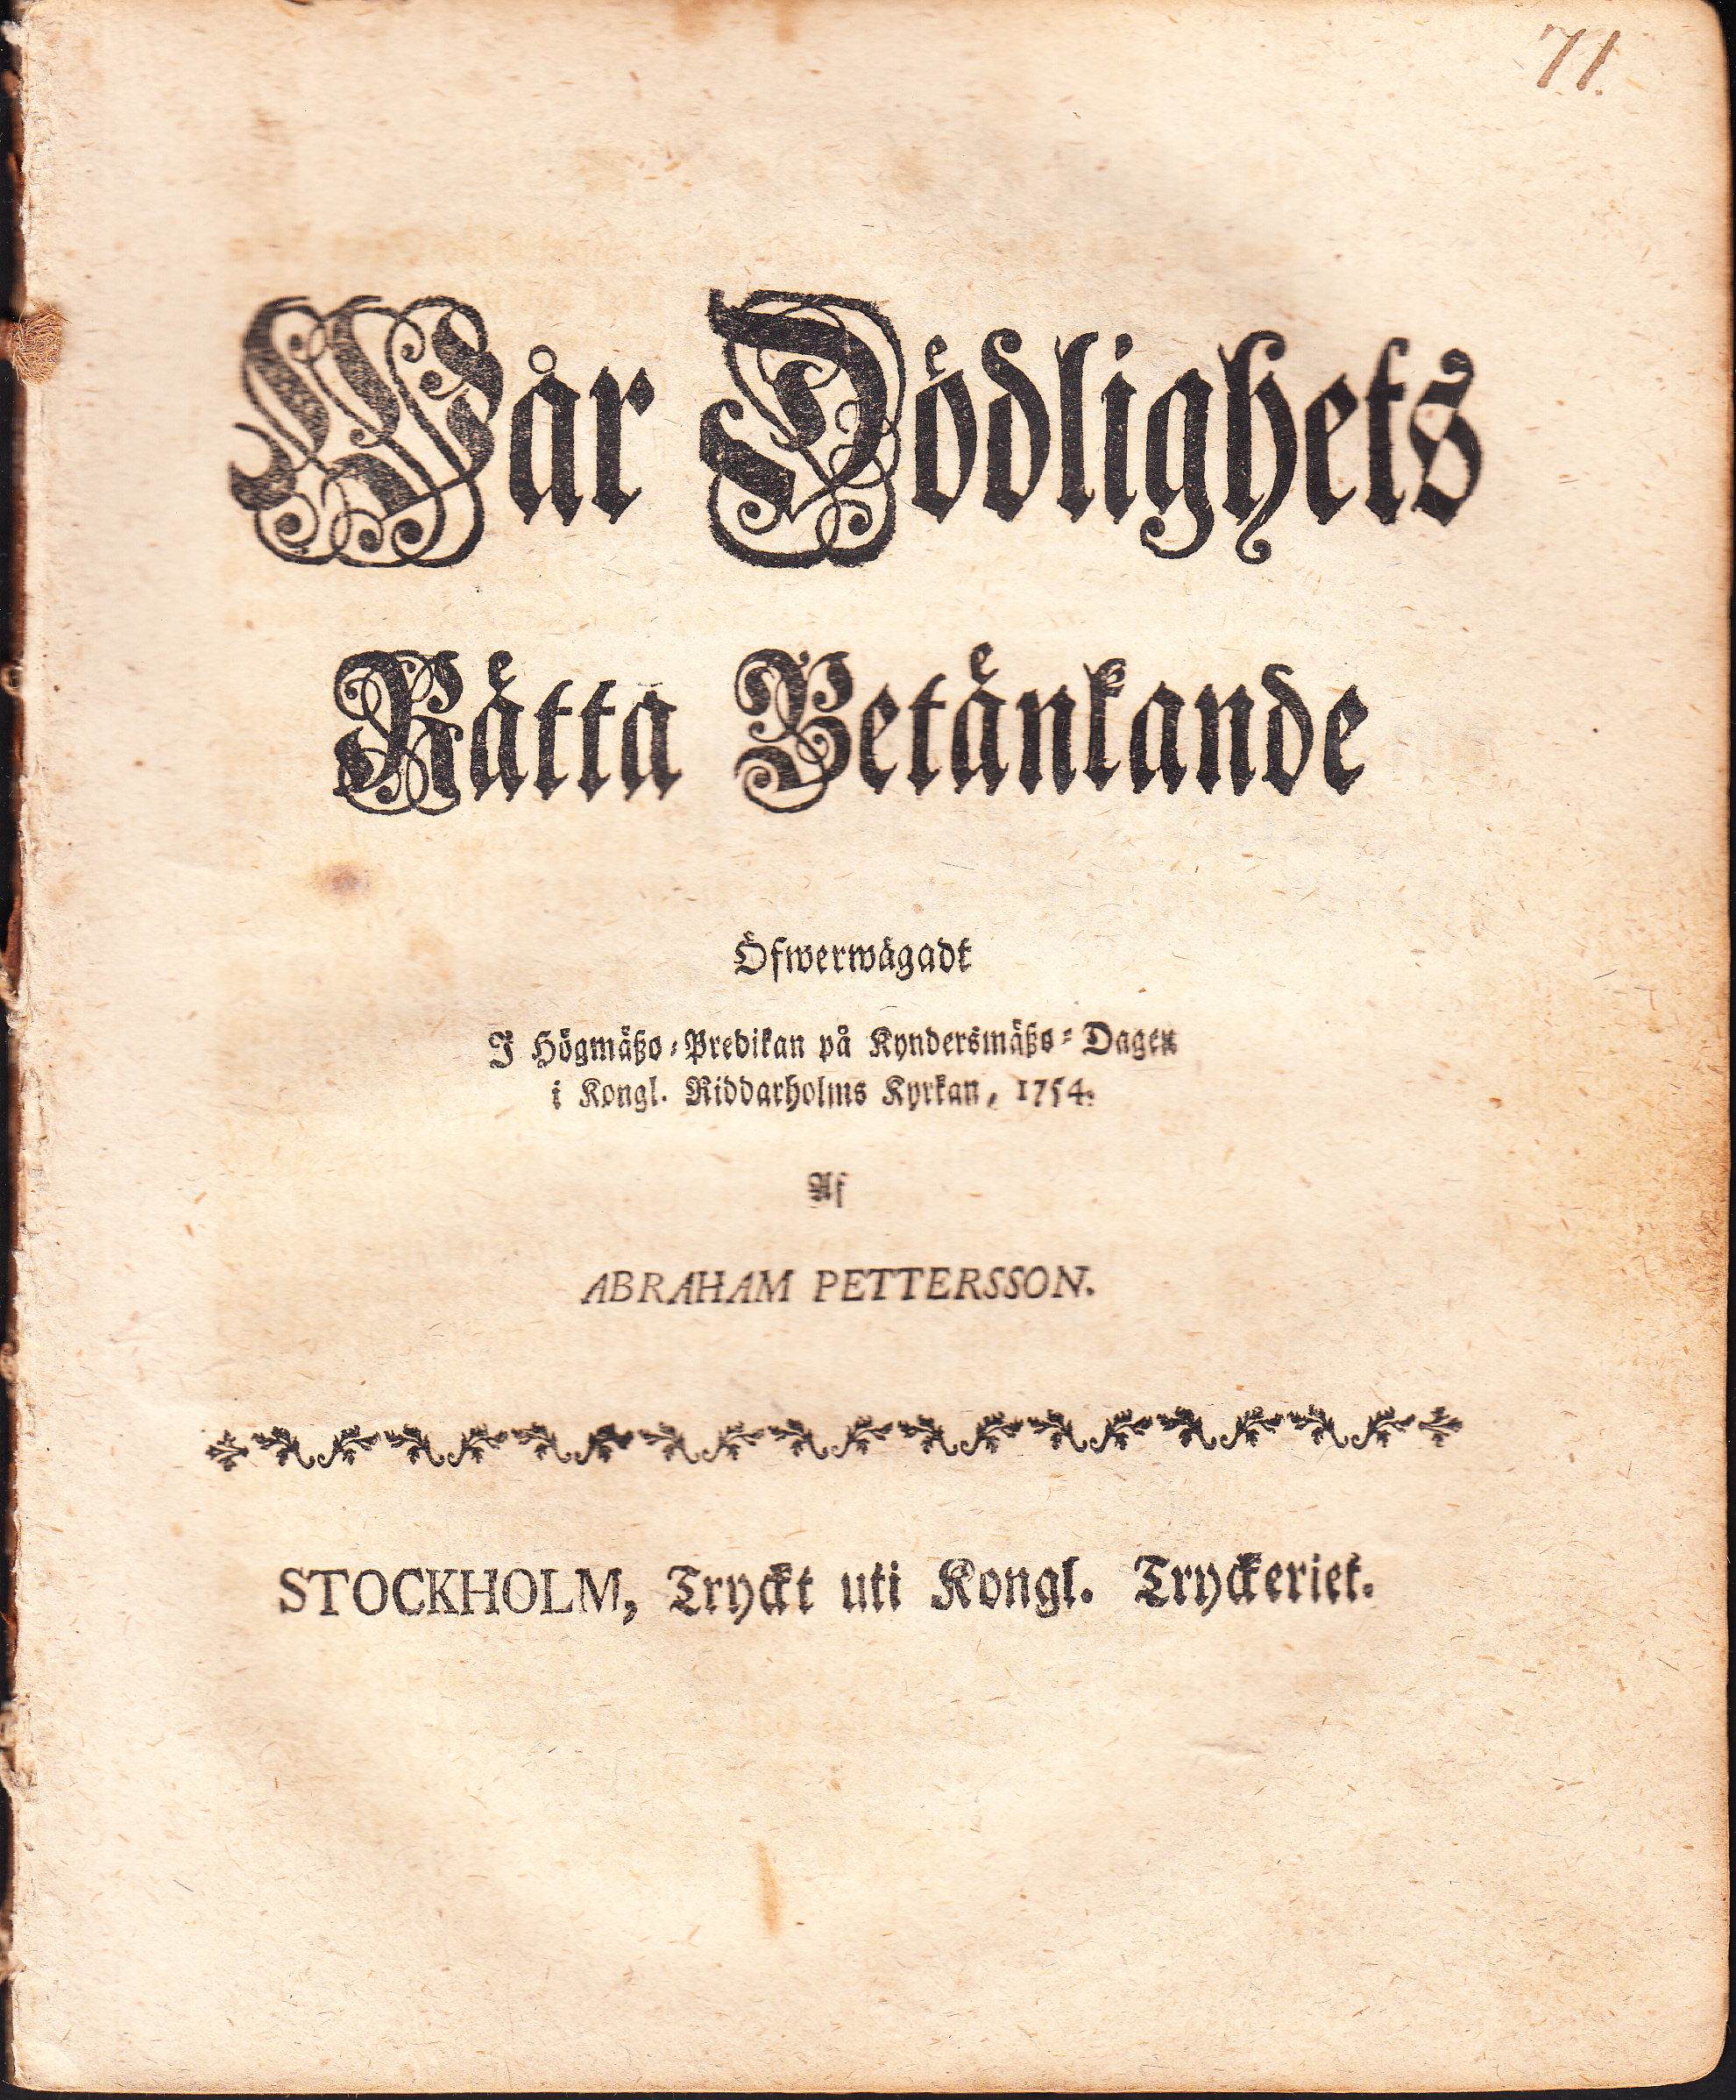 71.
Wår Dödlighets
Rätta Betänkande
Öfwerwägadt
I Högmäßo-Predikan på Kyndersmäßo-Dagen
i Kongl. Riddarholms Kyrkan, 1754.
Af
ABRAHAM PETTERSSON.
STOCKHOLM, Tryckt uti Kongl. Tryckeriet.